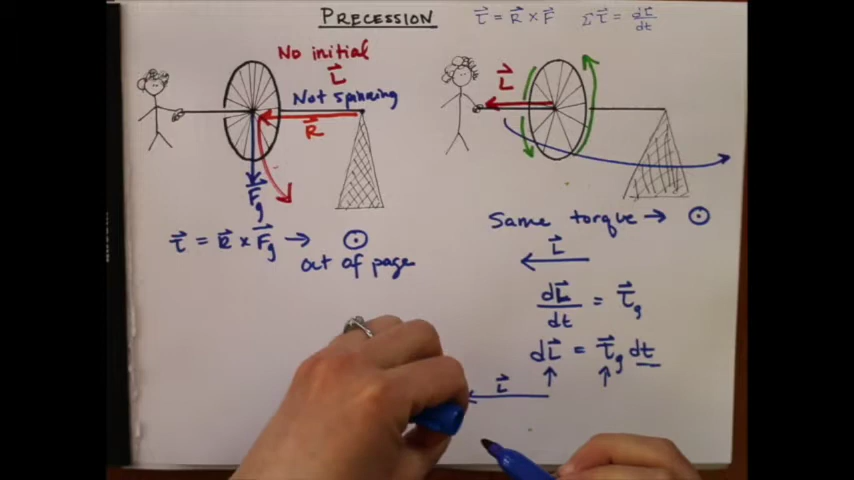 PRECESSION
τ⃗ = R⃗ × F⃗ Στ⃗ = dL⃗/dt
No initial
L⃗
Not spinning
R⃗
F⃗g
τ⃗ = R⃗ × F⃗g → ⊙
out of page
L⃗
Same torque → ⊙
L⃗
dL⃗/dt = τ⃗g
dL⃗ = τ⃗g dt
L⃗